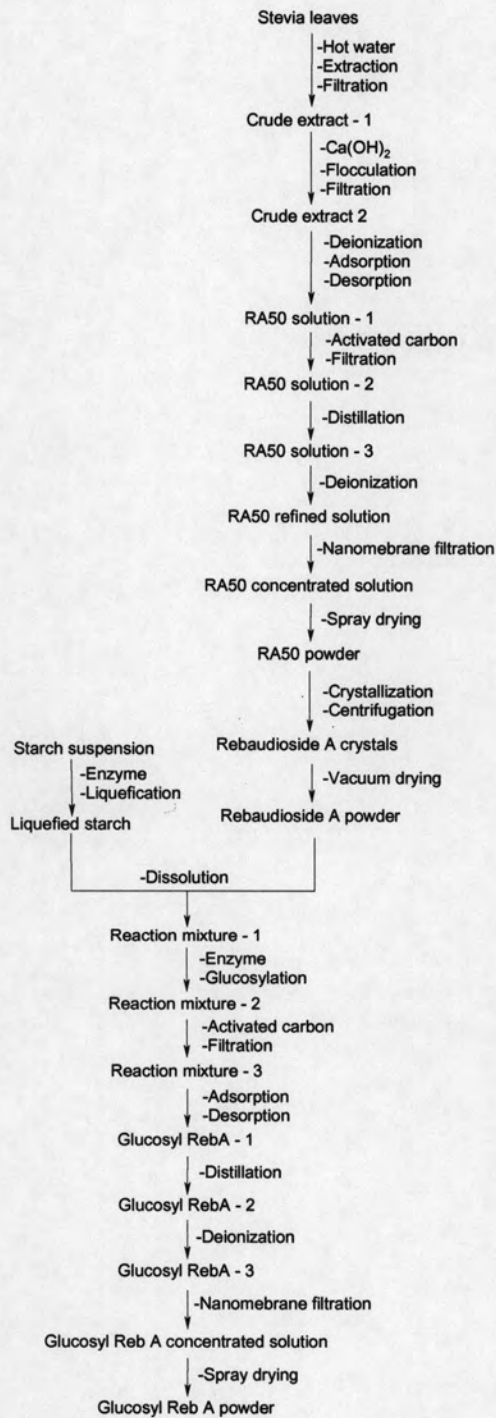 Stevia leaves
-Hot water
-Extraction
-Filtration
Crude extract - 1
-Ca(OH)2
-Flocculation
-Filtration
Crude extract 2
-Deionization
-Adsorption
-Desorption
RA50 solution - 1
-Activated carbon
-Filtration
RA50 solution - 2
-Distillation
RA50 solution - 3
-Deionization
RA50 refined solution
-Nanomebrane filtration
RA50 concentrated solution
-Spray drying
RA50 powder
-Crystallization
-Centrifugation
Rebaudioside A crystals
-Vacuum drying
Rebaudioside A powder
Starch suspension
-Enzyme
-Liquefication
Liquefied starch
-Dissolution
Reaction mixture - 1
-Enzyme
-Glucosylation
Reaction mixture - 2
-Activated carbon
-Filtration
Reaction mixture - 3
-Adsorption
-Desorption
Glucosyl RebA - 1
-Distillation
Glucosyl RebA - 2
-Deionization
Glucosyl RebA - 3
-Nanomebrane filtration
Glucosyl Reb A concentrated solution
-Spray drying
Glucosyl Reb A powder